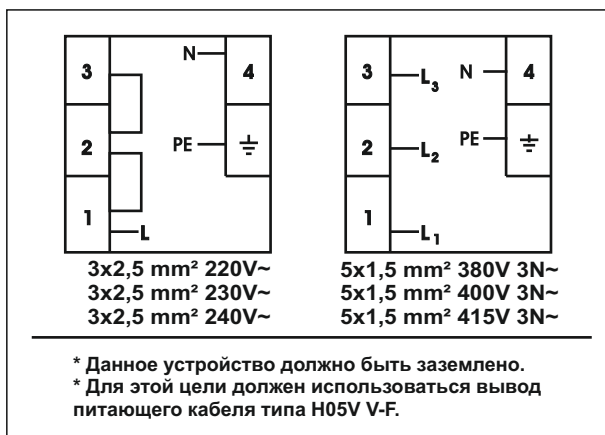 3 N 4
2 PE
1 L
3x2,5 mm² 220V~
3x2,5 mm² 230V~
3x2,5 mm² 240V~
3 L₃ N 4
2 L₂ PE
1 L₁
5x1,5 mm² 380V 3N~
5x1,5 mm² 400V 3N~
5x1,5 mm² 415V 3N~
* Данное устройство должно быть заземлено.
* Для этой цели должен использоваться вывод
питающего кабеля типа H05V V-F.